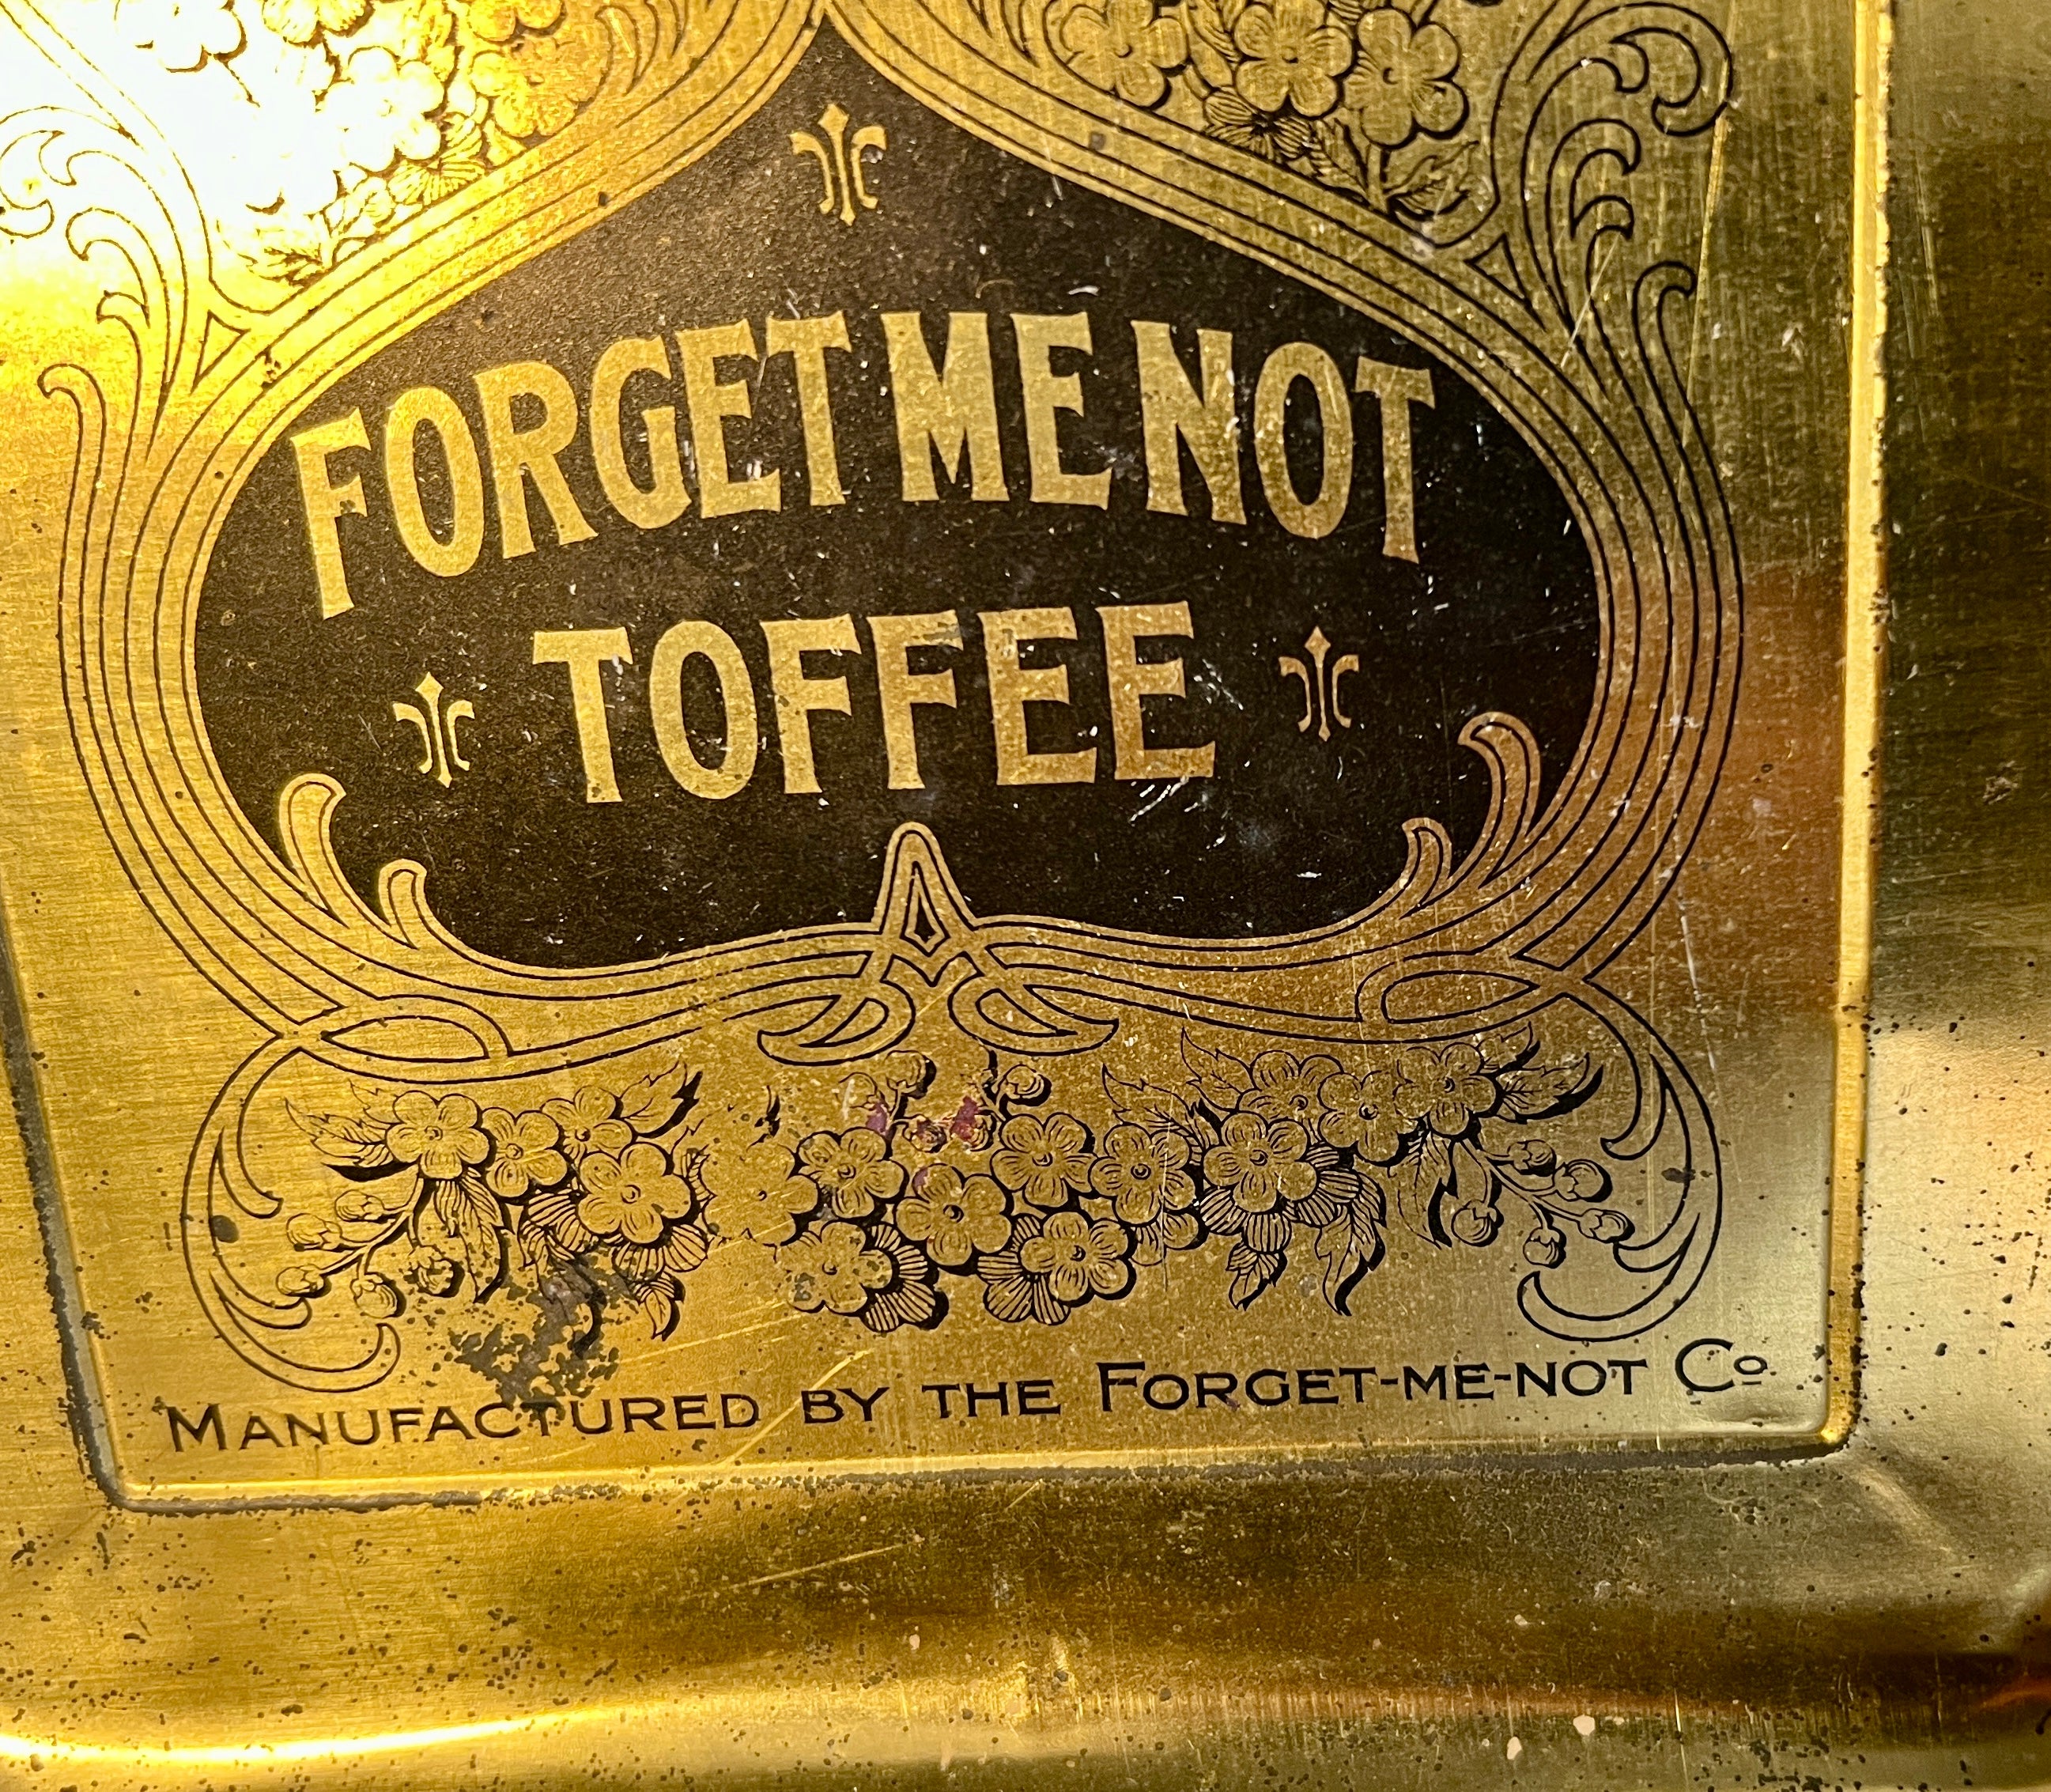 FORGET ME NOT
TOFFEE
MANUFACTURED BY THE FORGET-ME-NOT Co